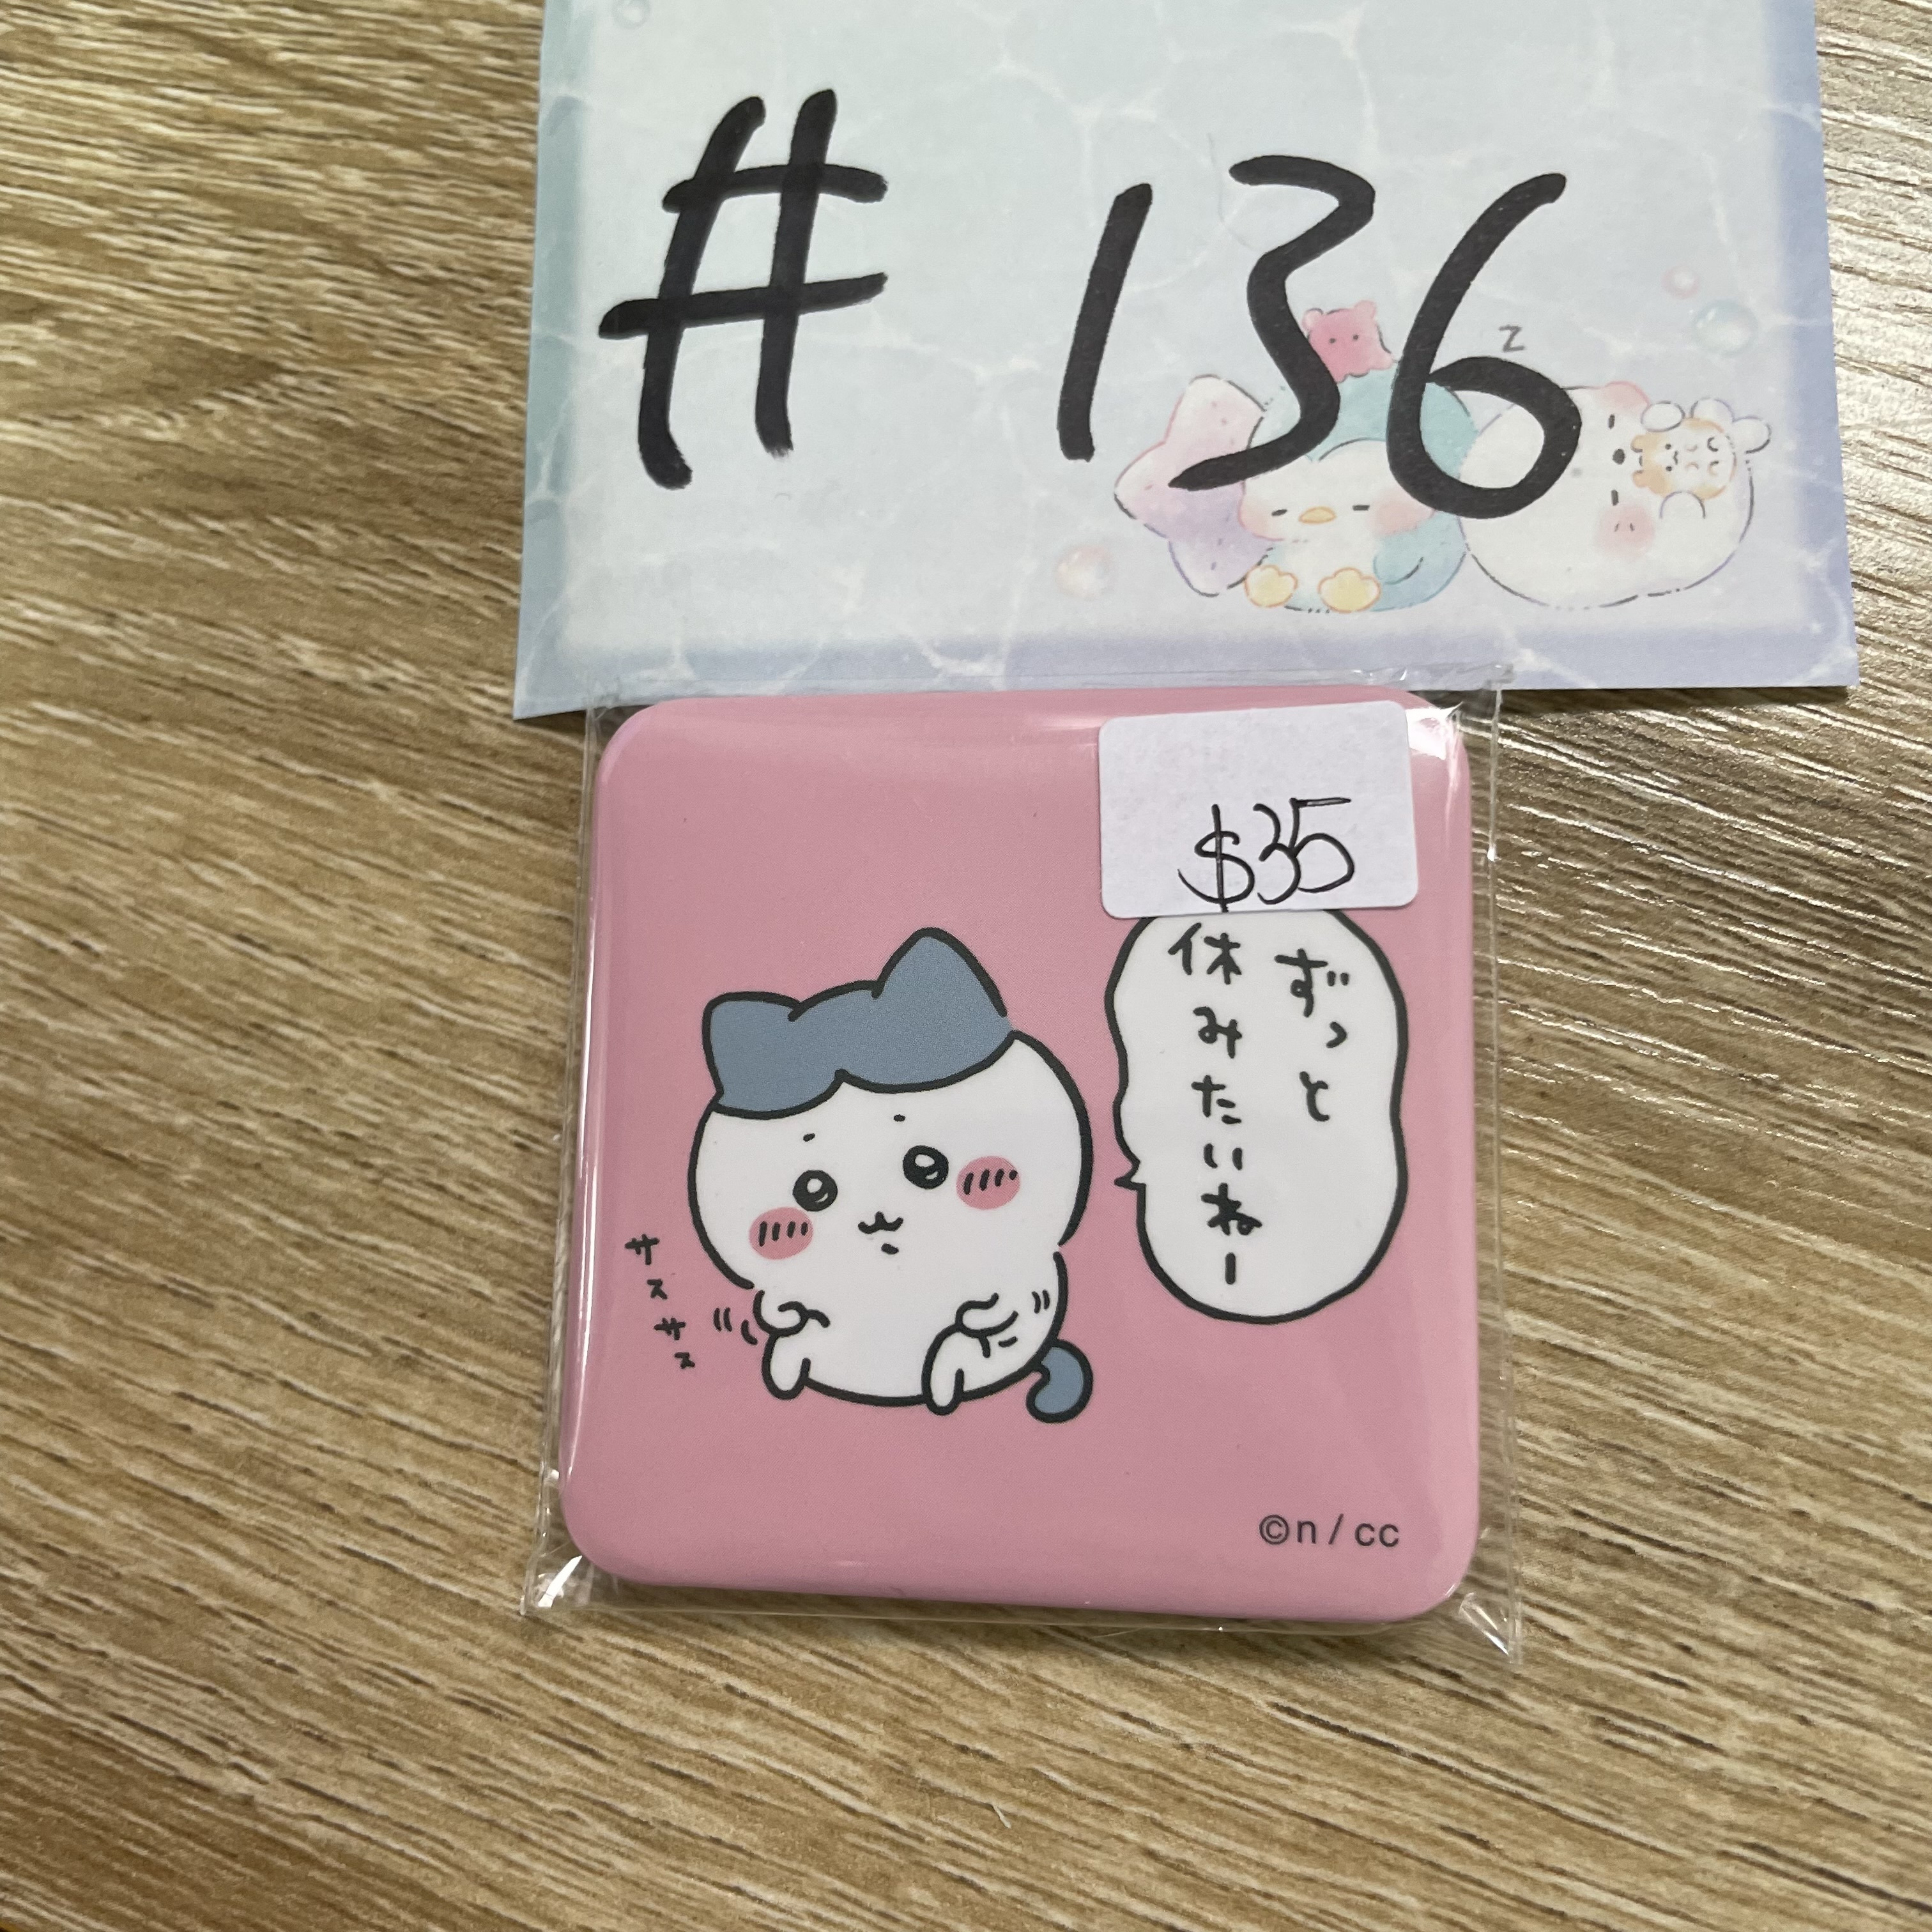 # 136
z
$35
ずっと
休みたいねー
サスサス
©n/cc